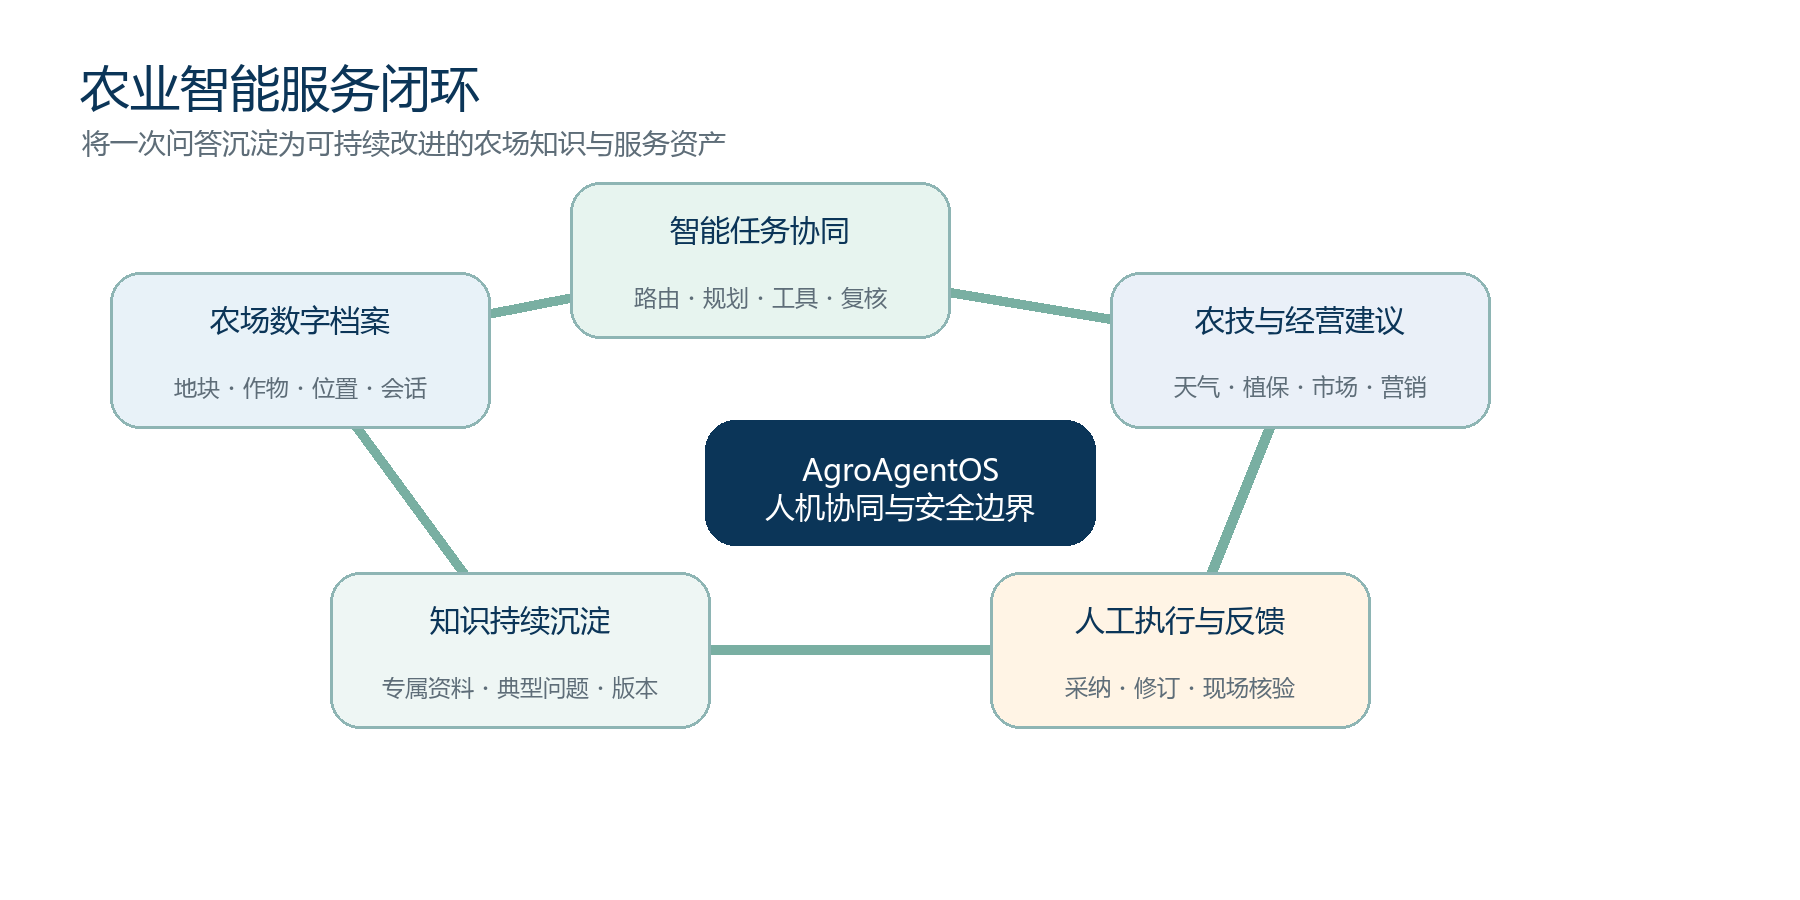 农业智能服务闭环
将一次问答沉淀为可持续改进的农场知识与服务资产
智能任务协同
路由 · 规划 · 工具 · 复核
农场数字档案
地块 · 作物 · 位置 · 会话
农技与经营建议
天气 · 植保 · 市场 · 营销
AgroAgentOS
人机协同与安全边界
知识持续沉淀
专属资料 · 典型问题 · 版本
人工执行与反馈
采纳 · 修订 · 现场核验